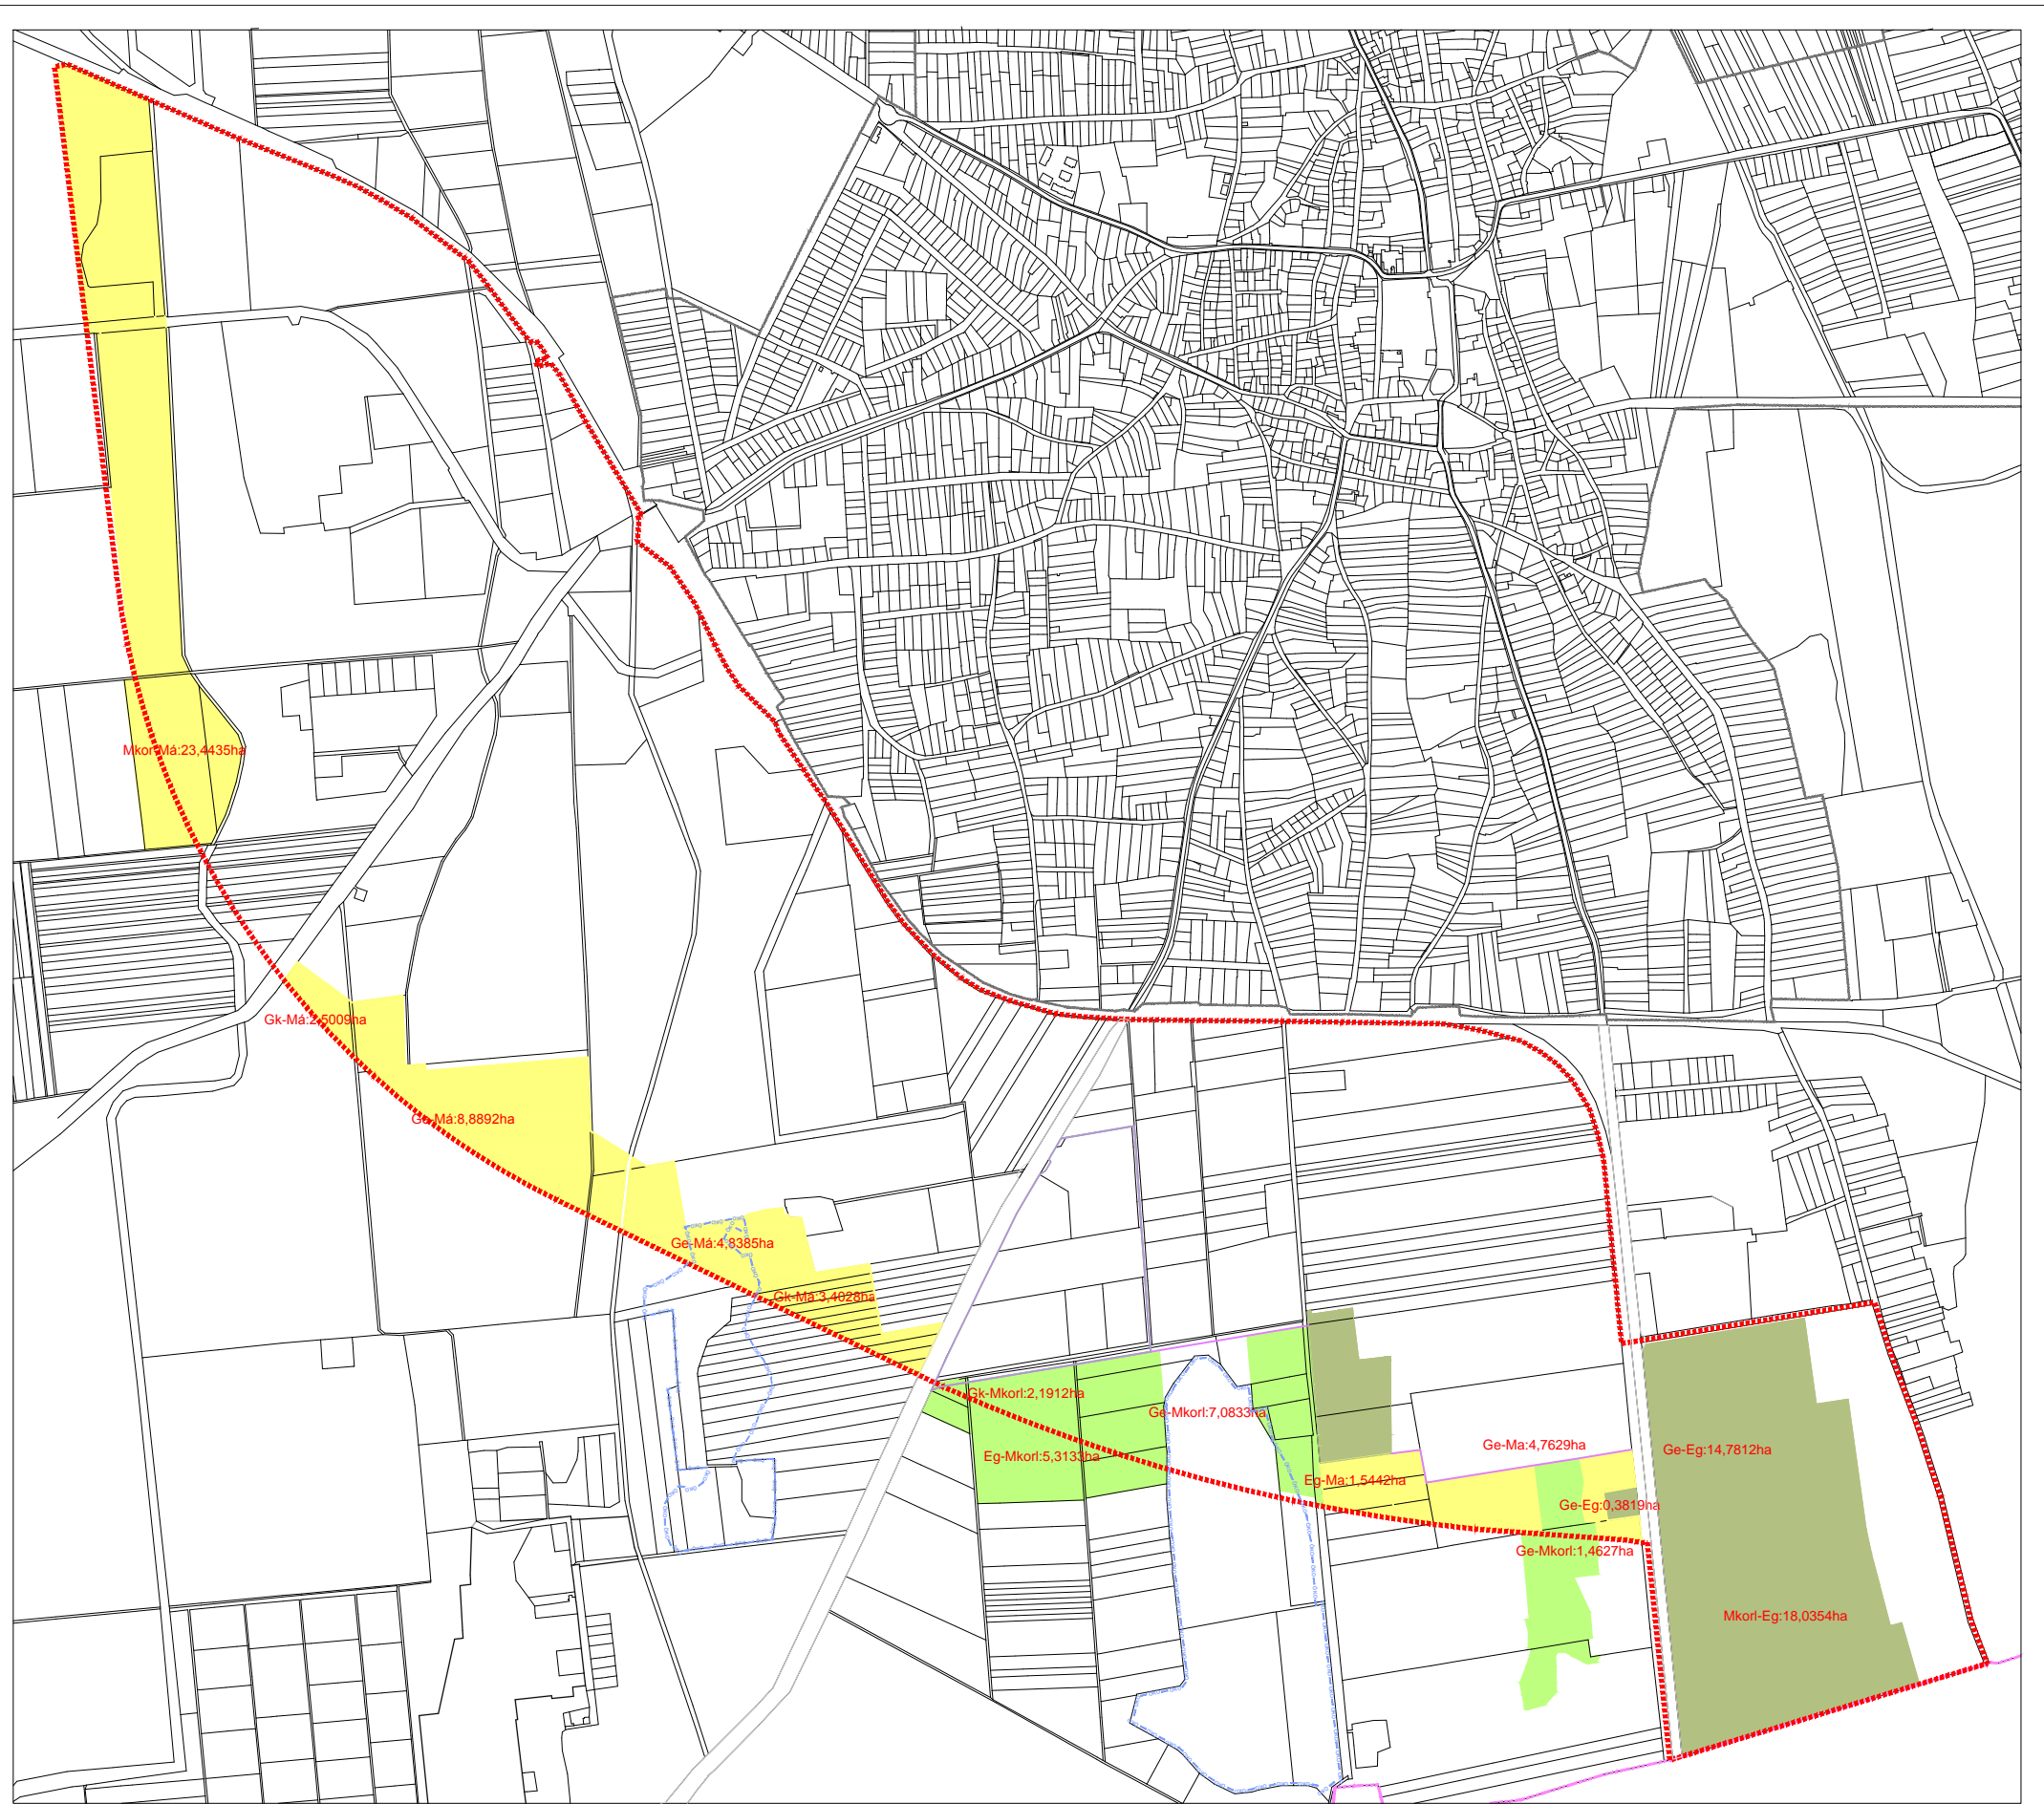 Mkor-Má:23,4435ha
Gk-Má:2,5009ha
Ge-Má:8,8892ha
Ge-Má:4,8385ha
Gk-Má:3,4028ha
Gk-Mkorl:2,1912ha
Ge-Mkorl:7,0833ha
Eg-Mkorl:5,3133ha
Ge-Ma:4,7629ha
Ge-Eg:14,7812ha
Eg-Ma:1,5442ha
Ge-Eg:0,3819ha
Ge-Mkorl:1,4627ha
Mkorl-Eg:18,0354ha